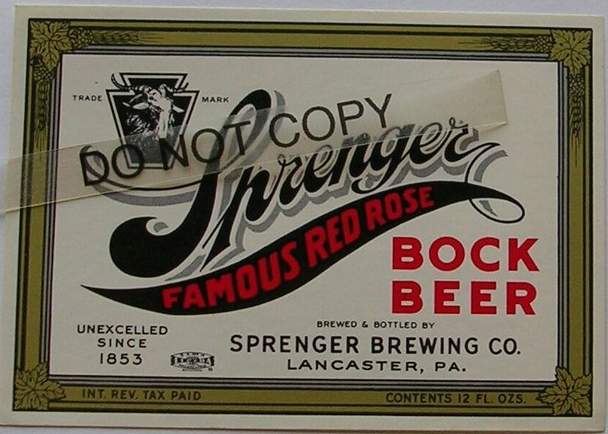 TRADE MARK
DO NOT COPY
Sprenger
FAMOUS RED ROSE
BOCK
BEER
UNEXCELLED
SINCE
1853
BREWED & BOTTLED BY
SPRENGER BREWING CO.
LANCASTER, PA.
INT. REV. TAX PAID
CONTENTS 12 FL. OZS.